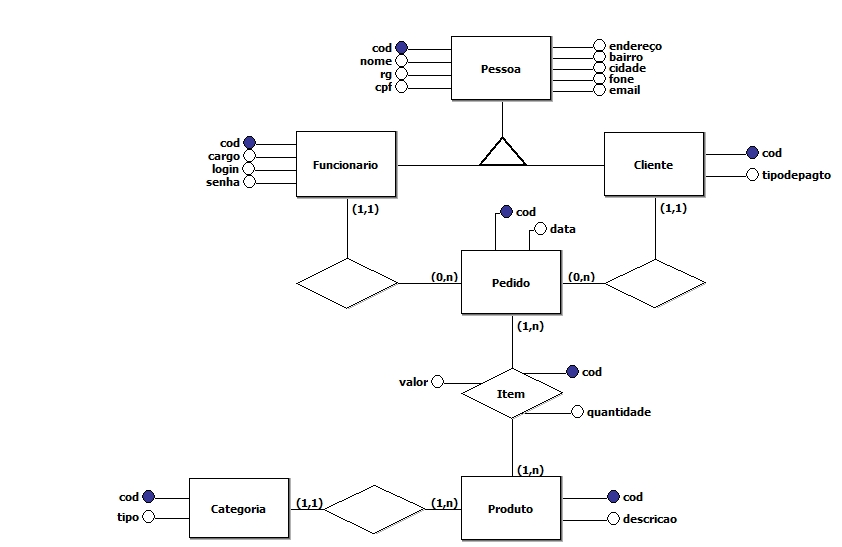 cod
nome
rg
cpf
Pessoa
endereço
bairro
cidade
fone
email
cod
cargo
login
senha
Funcionario
Cliente
cod
tipodepagto
(1,1)
(1,1)
cod
data
(0,n)
Pedido
(0,n)
(1,n)
valor
Item
cod
quantidade
(1,n)
cod
tipo
Categoria
(1,1)
(1,n)
Produto
cod
descricao